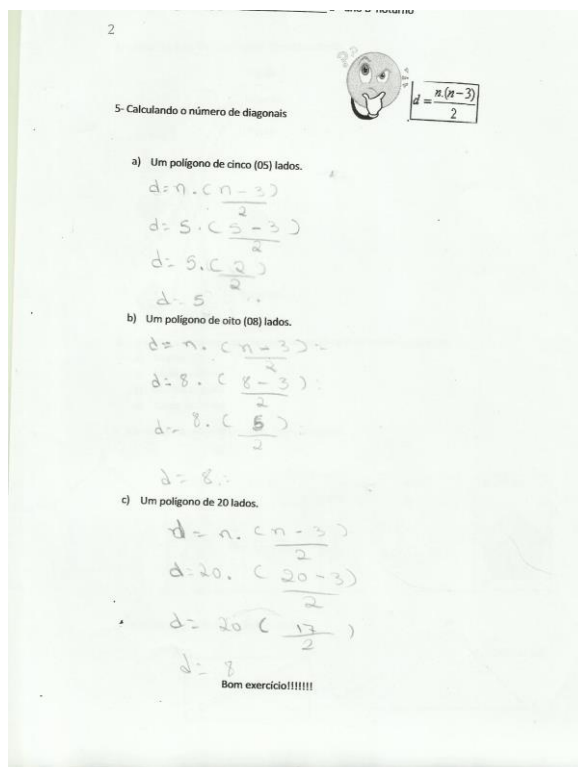 2
5- Calculando o número de diagonais
d = n.(n-3)/2
a) Um polígono de cinco (05) lados.
d= n . (n - 3)/2
d= 5 . (5 - 3)/2
d= 5 . (2)/2
d= 5
b) Um polígono de oito (08) lados.
d= n . (n - 3)/2
d= 8 . (8 - 3)/2
d= 8 . (5)/2
d= 8
c) Um polígono de 20 lados.
d = n . (n - 3)/2
d= 20 . (20 - 3)/2
d= 20 (17)/2
d= 8
Bom exercício!!!!!!!